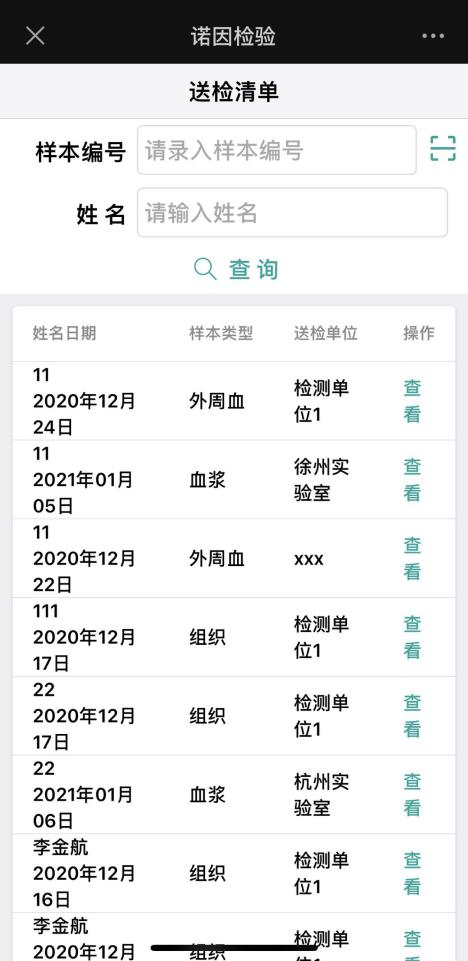 诺因检验
送检清单
样本编号 请录入样本编号
姓 名 请输入姓名
查 询
姓名日期 样本类型 送检单位 操作
11
2020年12月24日 外周血 检测单位1 查看
11
2021年01月05日 血浆 徐州实验室 查看
11
2020年12月22日 外周血 xxx 查看
111
2020年12月17日 组织 检测单位1 查看
22
2020年12月17日 组织 检测单位1 查看
22
2021年01月06日 血浆 杭州实验室 查看
李金航
2020年12月16日 组织 检测单位1 查看
李金航
2020年12月 组织 检测单 查